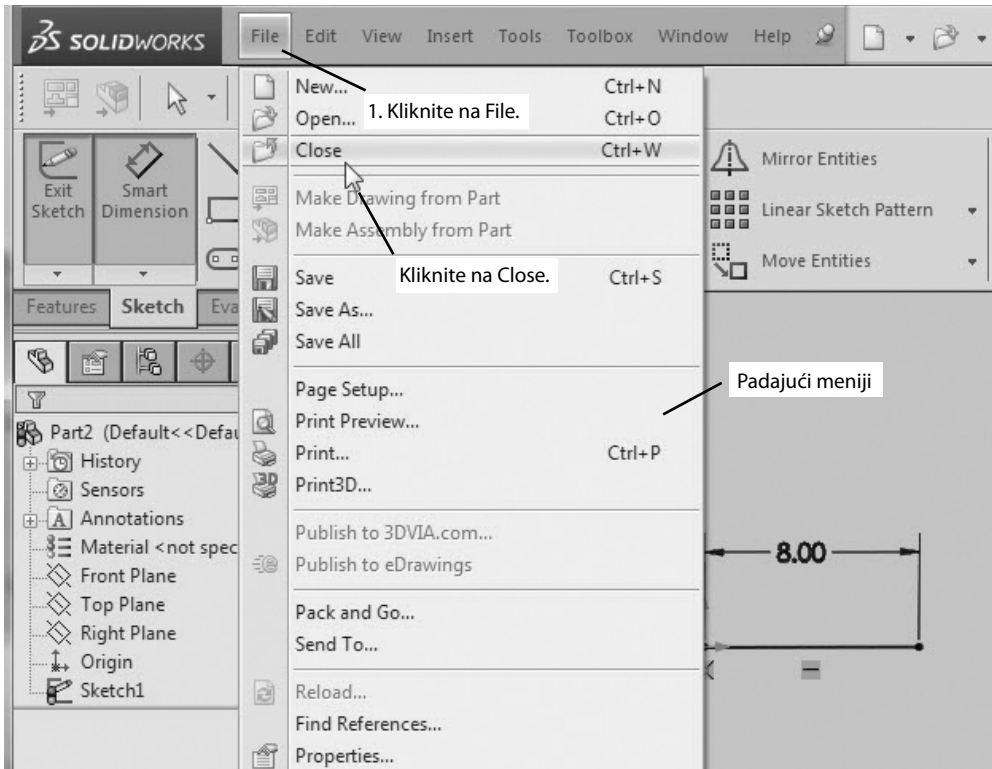 SOLIDWORKS File Edit View Insert Tools Toolbox Window Help
New... Ctrl+N
1. Kliknite na File.
Open... Ctrl+O
Close Ctrl+W
Make Drawing from Part
Make Assembly from Part
Kliknite na Close.
Save Ctrl+S
Save As...
Save All
Page Setup...
Padajući meniji
Print Preview...
Print... Ctrl+P
Print3D...
Publish to 3DVIA.com...
Publish to eDrawings
Pack and Go...
Send To...
Reload...
Find References...
Properties...
Exit Sketch
Smart Dimension
Mirror Entities
Linear Sketch Pattern
Move Entities
Features Sketch Eva
Part2 (Default<<Defau
History
Sensors
Annotations
Material <not spec
Front Plane
Top Plane
Right Plane
Origin
Sketch1
8.00